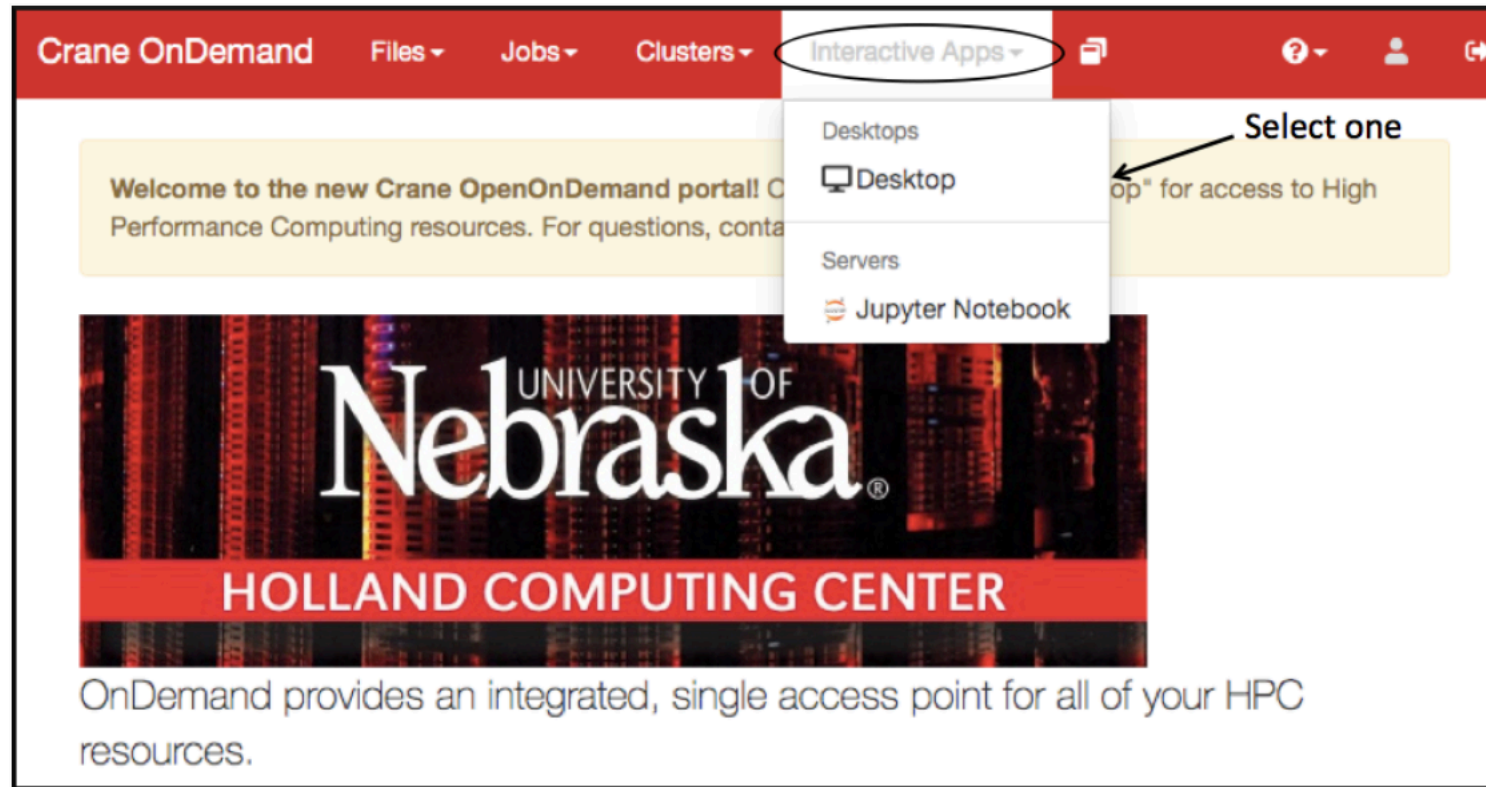 Crane OnDemand Files Jobs Clusters Interactive Apps ?
Desktops
Select one
Desktop
Servers
Jupyter Notebook
Welcome to the new Crane OpenOnDemand portal! op" for access to High
Performance Computing resources. For questions,
UNIVERSITY OF
Nebraska®
HOLLAND COMPUTING CENTER
OnDemand provides an integrated, single access point for all of your HPC
resources.